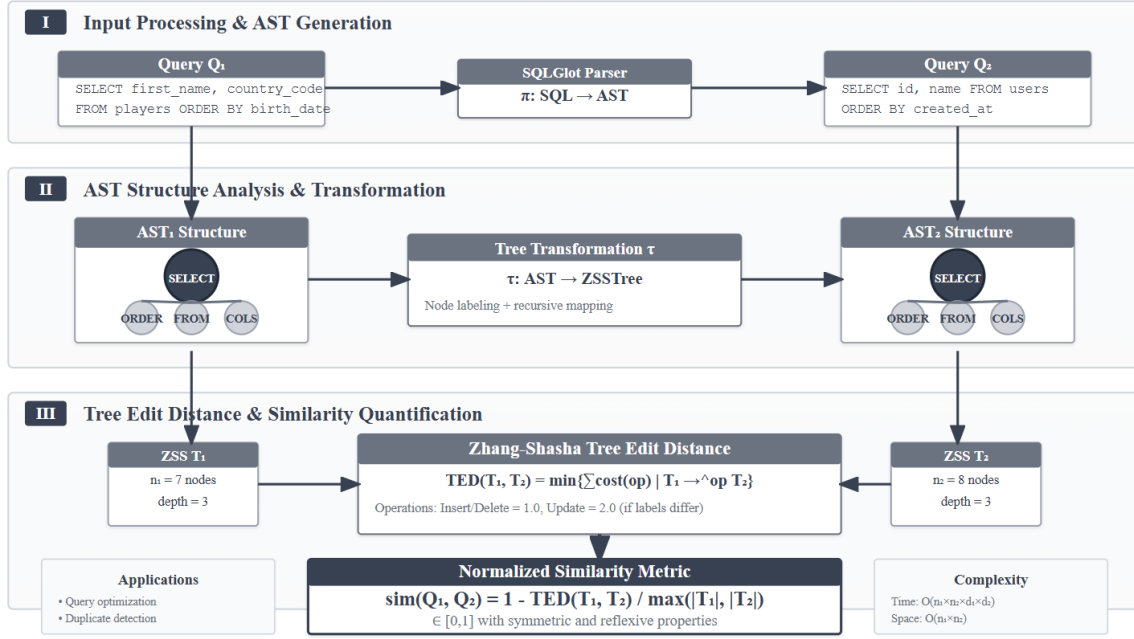 I Input Processing & AST Generation
Query Q₁
SELECT first_name, country_code
FROM players ORDER BY birth_date
SQLGlot Parser
π: SQL → AST
Query Q₂
SELECT id, name FROM users
ORDER BY created_at
II AST Structure Analysis & Transformation
AST₁ Structure
SELECT
ORDER FROM COLS
Tree Transformation τ
τ: AST → ZSSTree
Node labeling + recursive mapping
AST₂ Structure
SELECT
ORDER FROM COLS
III Tree Edit Distance & Similarity Quantification
ZSS T₁
n₁ = 7 nodes
depth = 3
Zhang-Shasha Tree Edit Distance
TED(T₁, T₂) = min{∑cost(op) | T₁ →^op T₂}
Operations: Insert/Delete = 1.0, Update = 2.0 (if labels differ)
ZSS T₂
n₂ = 8 nodes
depth = 3
Applications
• Query optimization
• Duplicate detection
Normalized Similarity Metric
sim(Q₁, Q₂) = 1 - TED(T₁, T₂) / max(|T₁|, |T₂|)
∈ [0,1] with symmetric and reflexive properties
Complexity
Time: O(n₁×n₂×d₁×d₂)
Space: O(n₁×n₂)